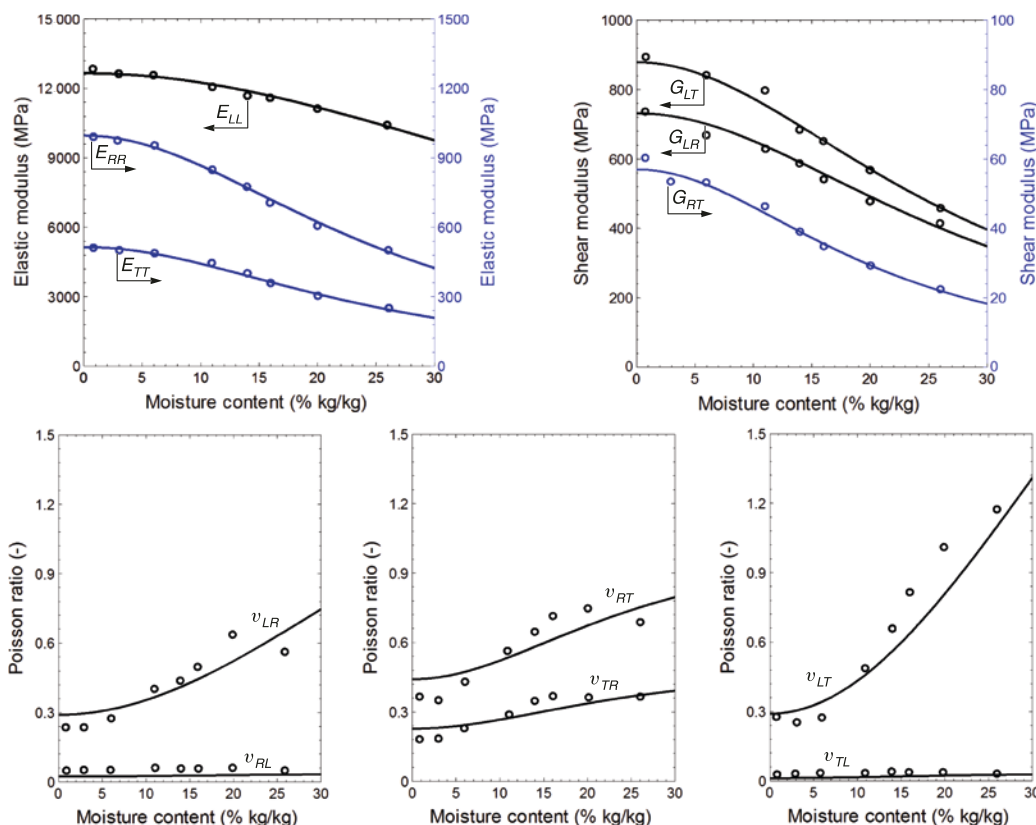 15 000
12 000
9000
6000
3000
0
Elastic modulus (MPa)
1500
1200
900
600
300
0
Elastic modulus (MPa)
E_LL
E_RR
E_TT
0 5 10 15 20 25 30
Moisture content (% kg/kg)
1000
800
600
400
200
0
Shear modulus (MPa)
100
80
60
40
20
0
Shear modulus (MPa)
G_LT
G_LR
G_RT
0 5 10 15 20 25 30
Moisture content (% kg/kg)
1.5
1.2
0.9
0.6
0.3
0
Poisson ratio (-)
v_LR
v_RL
0 5 10 15 20 25 30
Moisture content (% kg/kg)
1.5
1.2
0.9
0.6
0.3
0
Poisson ratio (-)
v_RT
v_TR
0 5 10 15 20 25 30
Moisture content (% kg/kg)
1.5
1.2
0.9
0.6
0.3
0
Poisson ratio (-)
v_LT
v_TL
0 5 10 15 20 25 30
Moisture content (% kg/kg)